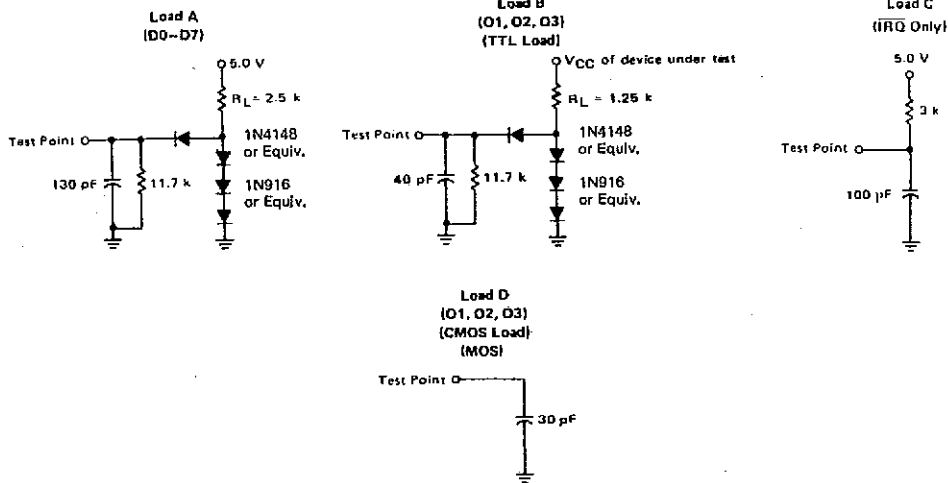 Load A
(D0~D7)
5.0 V
RL = 2.5 k
Test Point
1N4148
or Equiv.
130 pF
11.7 k
1N916
or Equiv.
Load B
(O1, O2, O3)
(TTL Load)
VCC of device under test
RL = 1.25 k
Test Point
1N4148
or Equiv.
40 pF
11.7 k
1N916
or Equiv.
Load C
(IRQ Only)
5.0 V
3 k
Test Point
100 pF
Load D
(O1, O2, O3)
(CMOS Load)
(MOS)
Test Point
30 pF